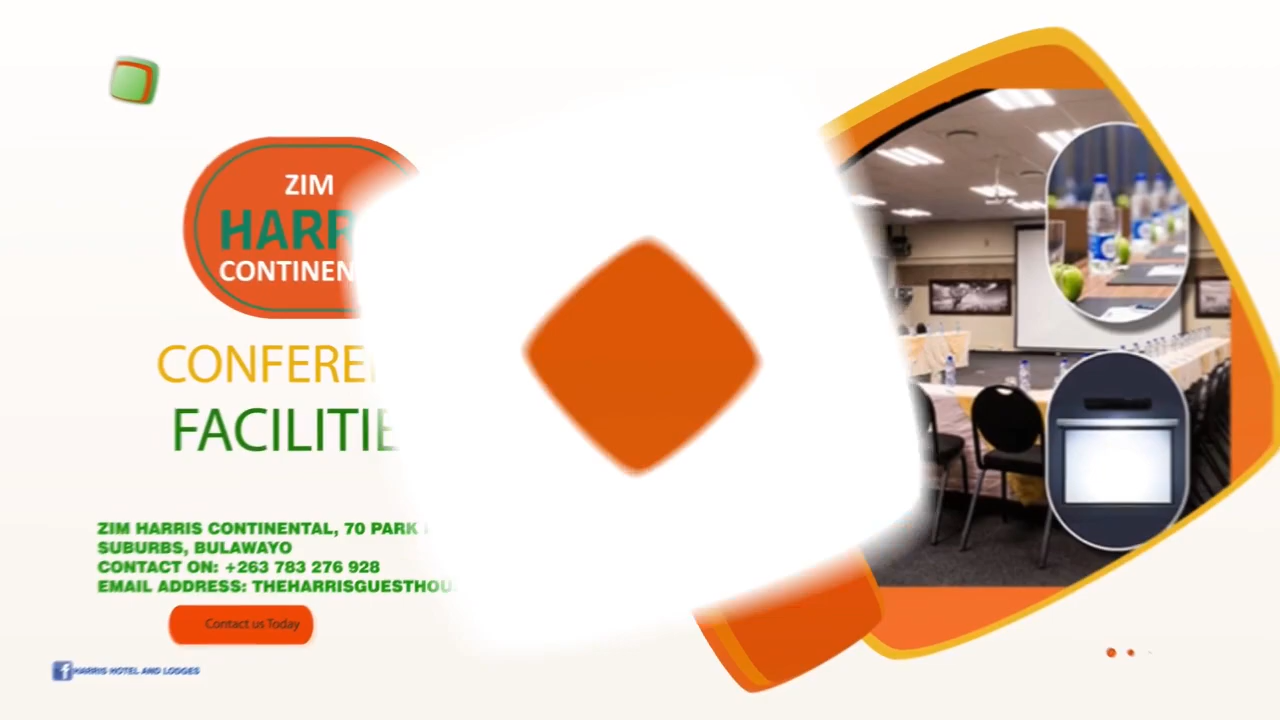 ZIM
HARR
CONTINEN
CONFERE
FACILITIE
ZIM HARRIS CONTINENTAL, 70 PARK
SUBURBS, BULAWAYO
CONTACT ON: +263 783 276 928
EMAIL ADDRESS: THEHARRISGUESTHOU
Contact us Today
f HARRIS HOTEL AND LODGES